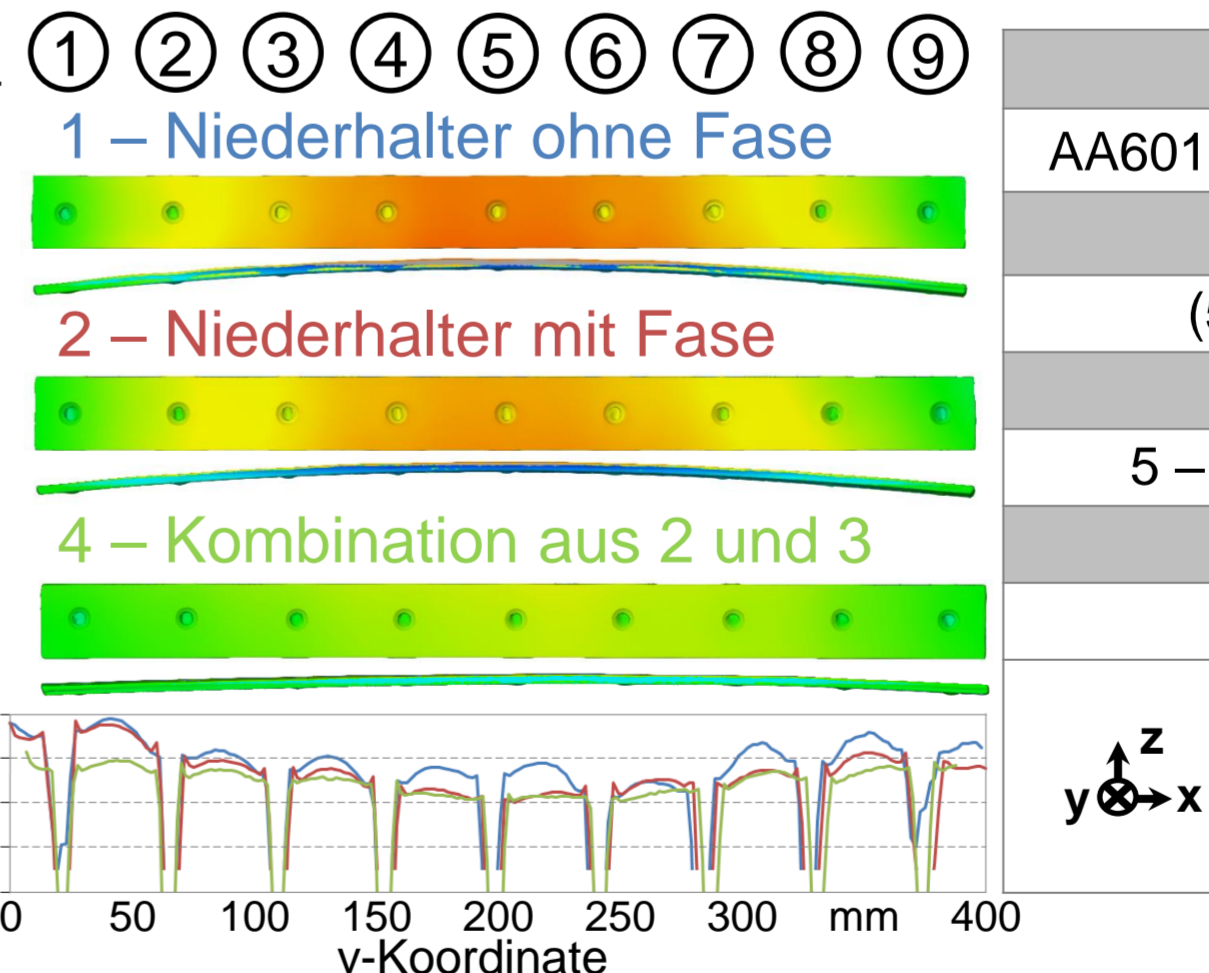 1 2 3 4 5 6 7 8 9
1 – Niederhalter ohne Fase
AA601
2 – Niederhalter mit Fase
(5
5 –
4 – Kombination aus 2 und 3
z
y x
0 50 100 150 200 250 300 mm 400
y-Koordinate